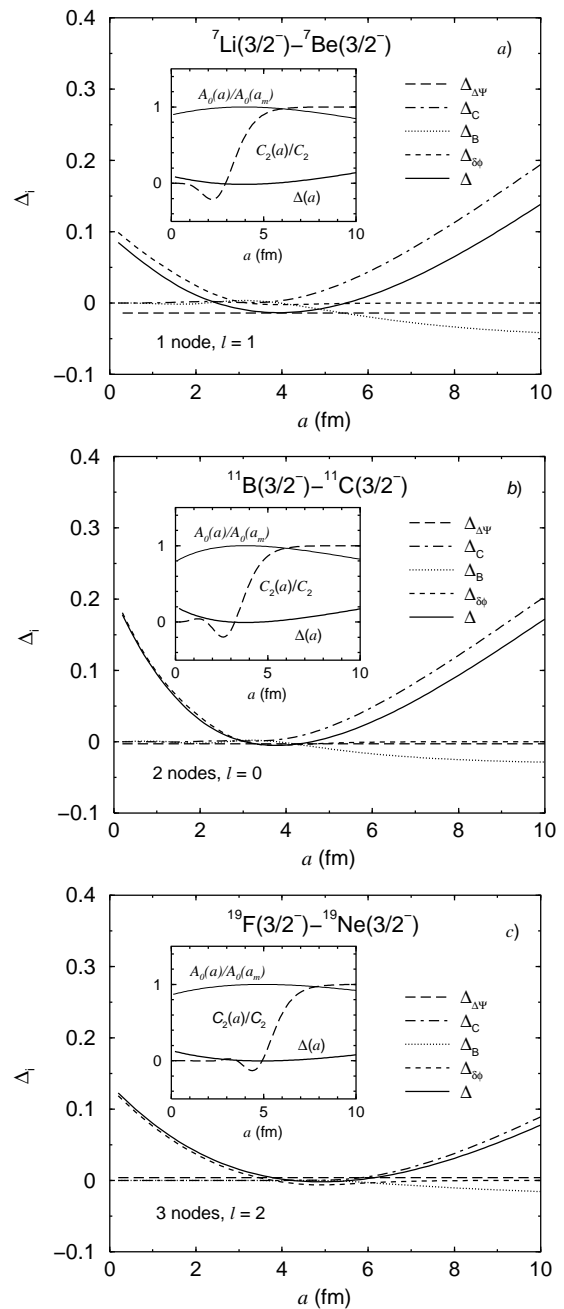 ⁷Li(3/2⁻)−⁷Be(3/2⁻) a)
0.4
0.3
0.2
0.1
0
−0.1
Δᵢ
A₀(a)/A₀(aₘ)
1
C₂(a)/C₂
0
Δ(a)
0 5 10
a (fm)
Δ_ΔΨ
Δ_C
Δ_B
Δ_δϕ
Δ
1 node, l = 1
0 2 4 6 8 10
a (fm)
¹¹B(3/2⁻)−¹¹C(3/2⁻) b)
0.4
0.3
0.2
0.1
0
−0.1
Δᵢ
A₀(a)/A₀(aₘ)
1
C₂(a)/C₂
0
Δ(a)
0 5 10
a (fm)
Δ_ΔΨ
Δ_C
Δ_B
Δ_δϕ
Δ
2 nodes, l = 0
0 2 4 6 8 10
a (fm)
¹⁹F(3/2⁻)−¹⁹Ne(3/2⁻) c)
0.4
0.3
0.2
0.1
0
−0.1
Δᵢ
A₀(a)/A₀(aₘ)
1
C₂(a)/C₂
Δ(a)
0
0 5 10
a (fm)
Δ_ΔΨ
Δ_C
Δ_B
Δ_δϕ
Δ
3 nodes, l = 2
0 2 4 6 8 10
a (fm)